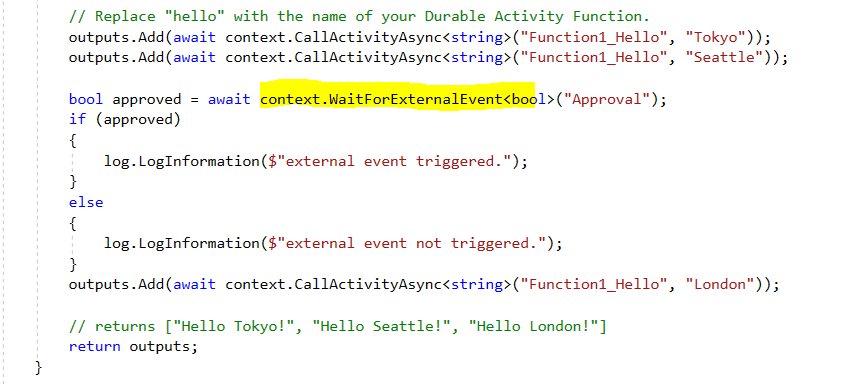 // Replace "hello" with the name of your Durable Activity Function.
outputs.Add(await context.CallActivityAsync<string>("Function1_Hello", "Tokyo"));
outputs.Add(await context.CallActivityAsync<string>("Function1_Hello", "Seattle"));
bool approved = await context.WaitForExternalEvent<bool>("Approval");
if (approved)
{
log.LogInformation($"external event triggered.");
}
else
{
log.LogInformation($"external event not triggered.");
}
outputs.Add(await context.CallActivityAsync<string>("Function1_Hello", "London"));
// returns ["Hello Tokyo!", "Hello Seattle!", "Hello London!"]
return outputs;
}